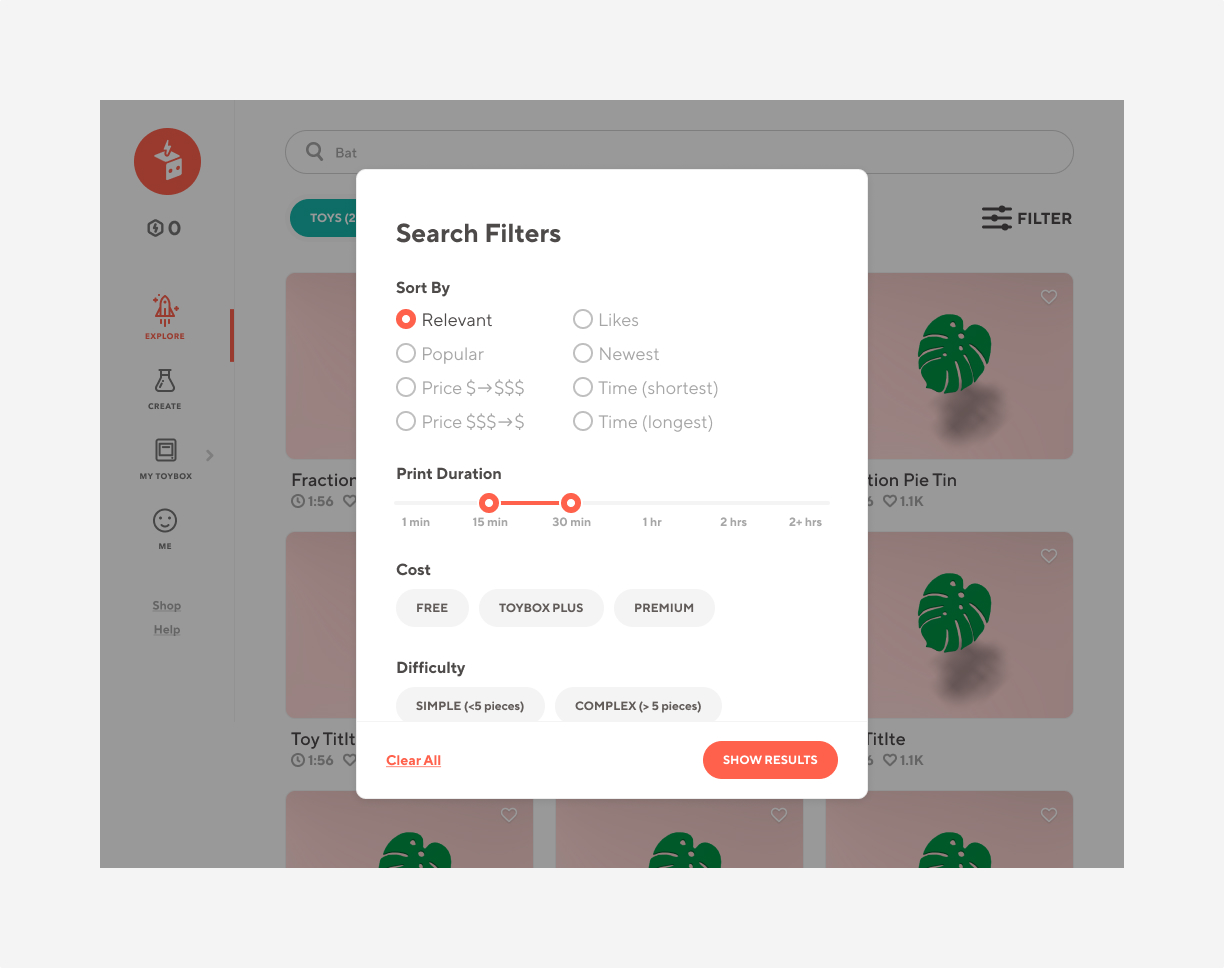 Bat
TOYS (2
FILTER
0
EXPLORE
CREATE
MY TOYBOX
ME
Shop
Help
Search Filters
Sort By
Relevant Likes
Popular Newest
Price $→$$$ Time (shortest)
Price $$$→$ Time (longest)
Print Duration
1 min 15 min 30 min 1 hr 2 hrs 2+ hrs
Cost
FREE TOYBOX PLUS PREMIUM
Difficulty
SIMPLE (<5 pieces) COMPLEX (> 5 pieces)
Clear All SHOW RESULTS
Fraction
1:56
tion Pie Tin
6 1.1K
Toy Titlt
1:56
Titlte
6 1.1K